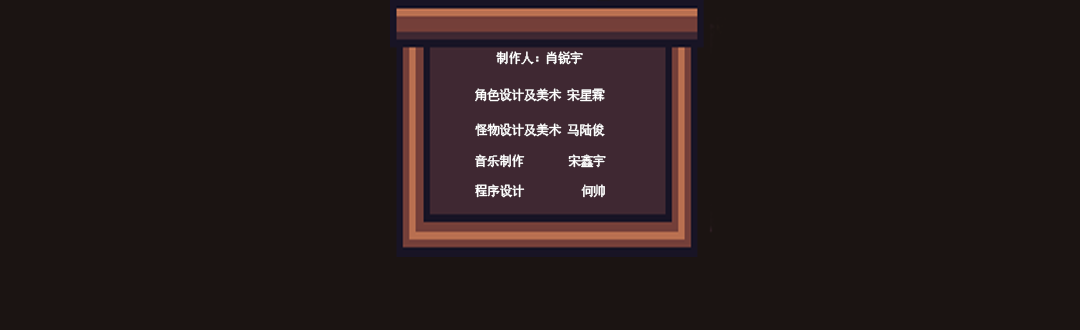 制作人：肖锐宇
角色设计及美术 宋星霖
怪物设计及美术 马陆俊
音乐制作 宋鑫宇
程序设计 何帅